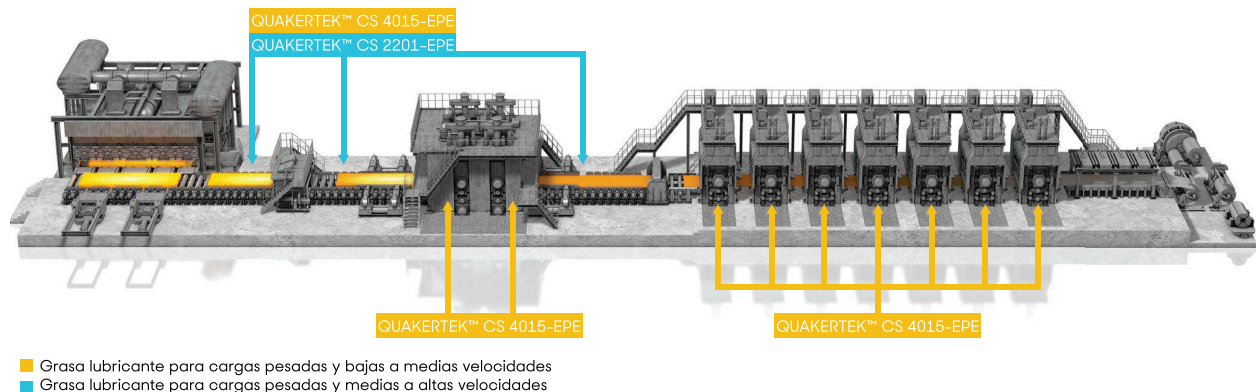 QUAKERTEK™ CS 4015-EPE
QUAKERTEK™ CS 2201-EPE
QUAKERTEK™ CS 4015-EPE
QUAKERTEK™ CS 4015-EPE
Grasa lubricante para cargas pesadas y bajas a medias velocidades
Grasa lubricante para cargas pesadas y medias a altas velocidades